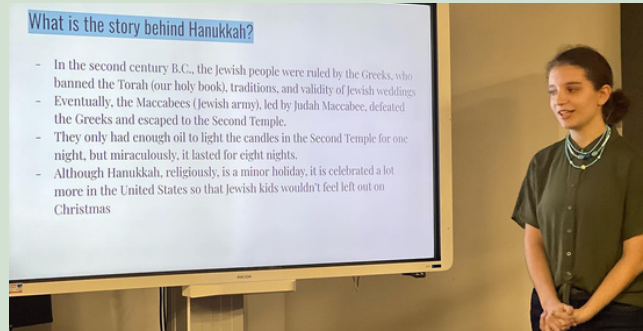 What is the story behind Hanukkah?
- In the second century B.C., the Jewish people were ruled by the Greeks, who
banned the Torah (our holy book), traditions, and validity of Jewish weddings
- Eventually, the Maccabees (Jewish army), led by Judah Maccabee, defeated
the Greeks and escaped to the Second Temple.
- They only had enough oil to light the candles in the Second Temple for one
night, but miraculously, it lasted for eight nights.
- Although Hanukkah, religiously, is a minor holiday, it is celebrated a lot
more in the United States so that Jewish kids wouldn't feel left out on
Christmas